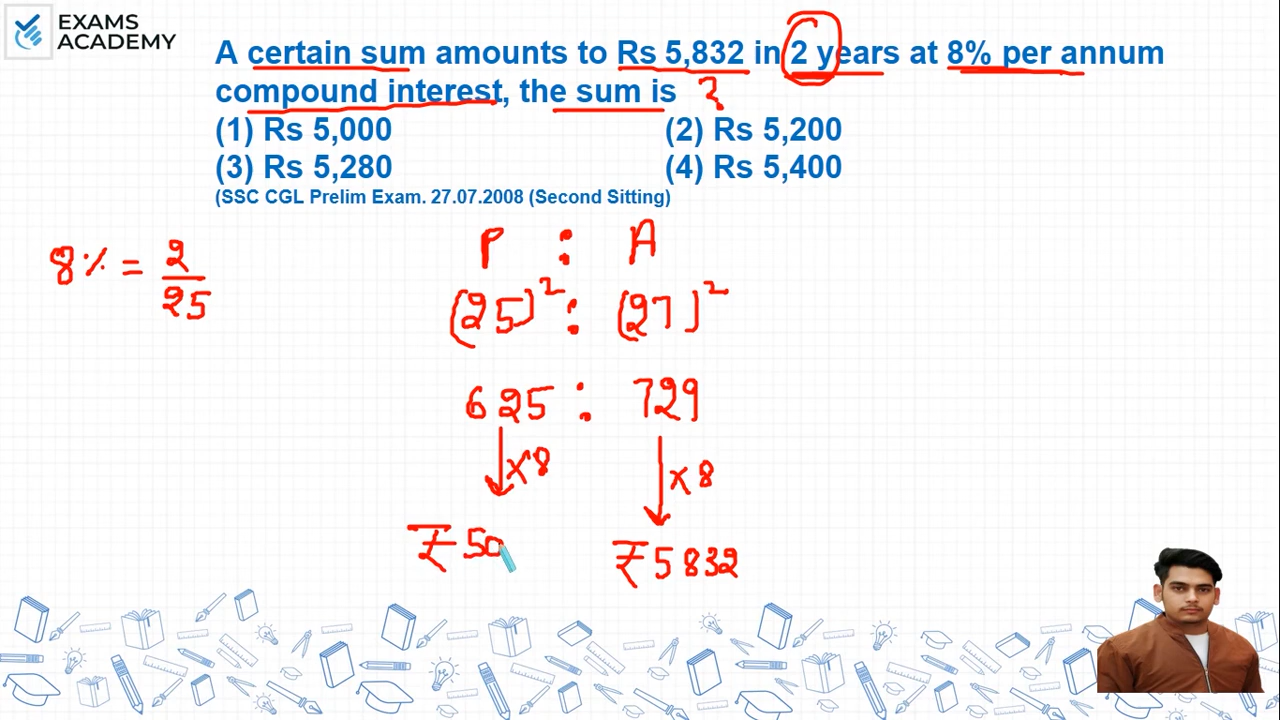 EXAMS
ACADEMY
A certain sum amounts to Rs 5,832 in 2 years at 8% per annum
compound interest, the sum is ?
(1) Rs 5,000 (2) Rs 5,200
(3) Rs 5,280 (4) Rs 5,400
(SSC CGL Prelim Exam. 27.07.2008 (Second Sitting)
P : A
8% = 2/25
(25)² : (27)²
625 : 729
×8 ×8
₹50 ₹5832